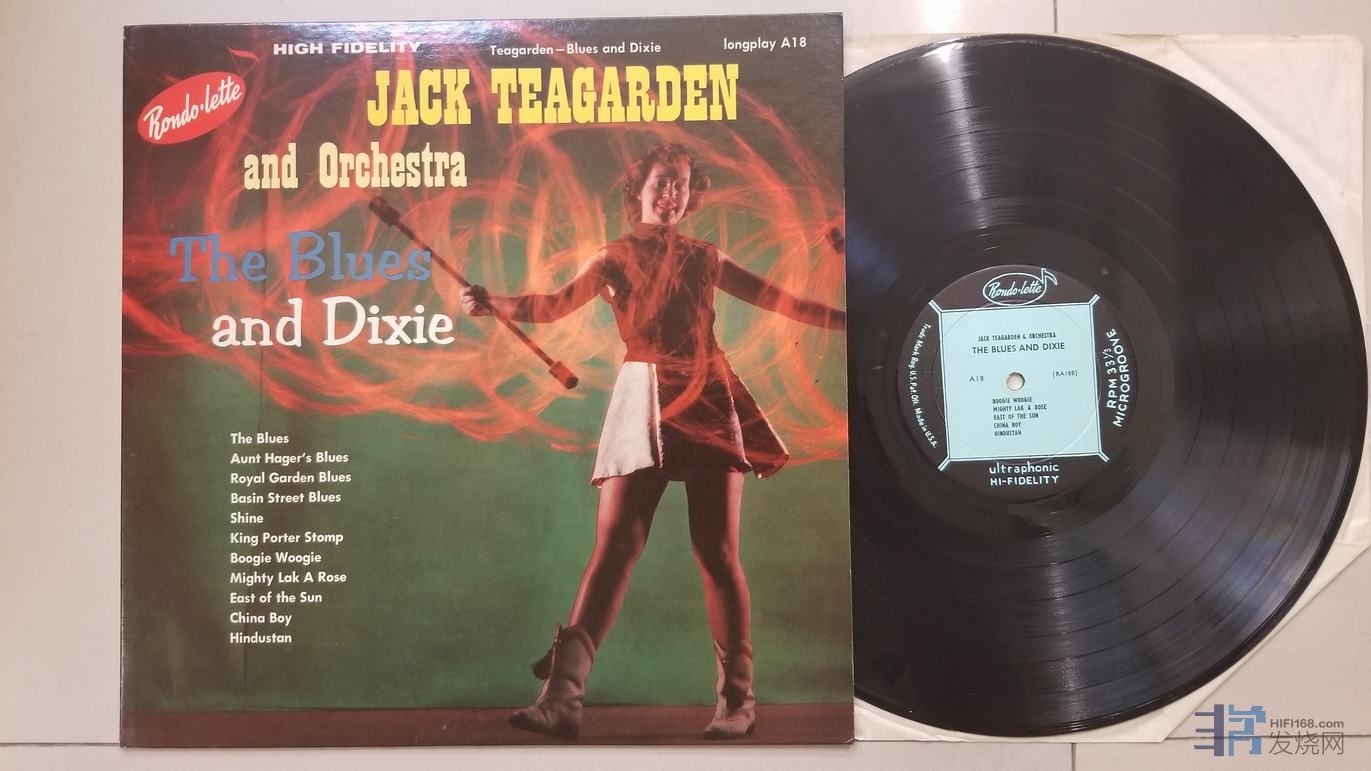 HIGH FIDELITY
Teagarden—Blues and Dixie
longplay A18
Rondo·lette
JACK TEAGARDEN
and Orchestra
The Blues
and Dixie
The Blues
Aunt Hager's Blues
Royal Garden Blues
Basin Street Blues
Shine
King Porter Stomp
Boogie Woogie
Mighty Lak A Rose
East of the Sun
China Boy
Hindustan
Rondo·lette
JACK TEAGARDEN & ORCHESTRA
THE BLUES AND DIXIE
A18
(RA18B)
BOOGIE WOOGIE
MIGHTY LAK A ROSE
EAST OF THE SUN
CHINA BOY
HINDUSTAN
Trade Mark Reg. U.S. Pat. Off. Made in U.S.A.
RPM 33 1/3
MICROGROOVE
ultraphonic
HI-FIDELITY
HIFI168.com
发烧网